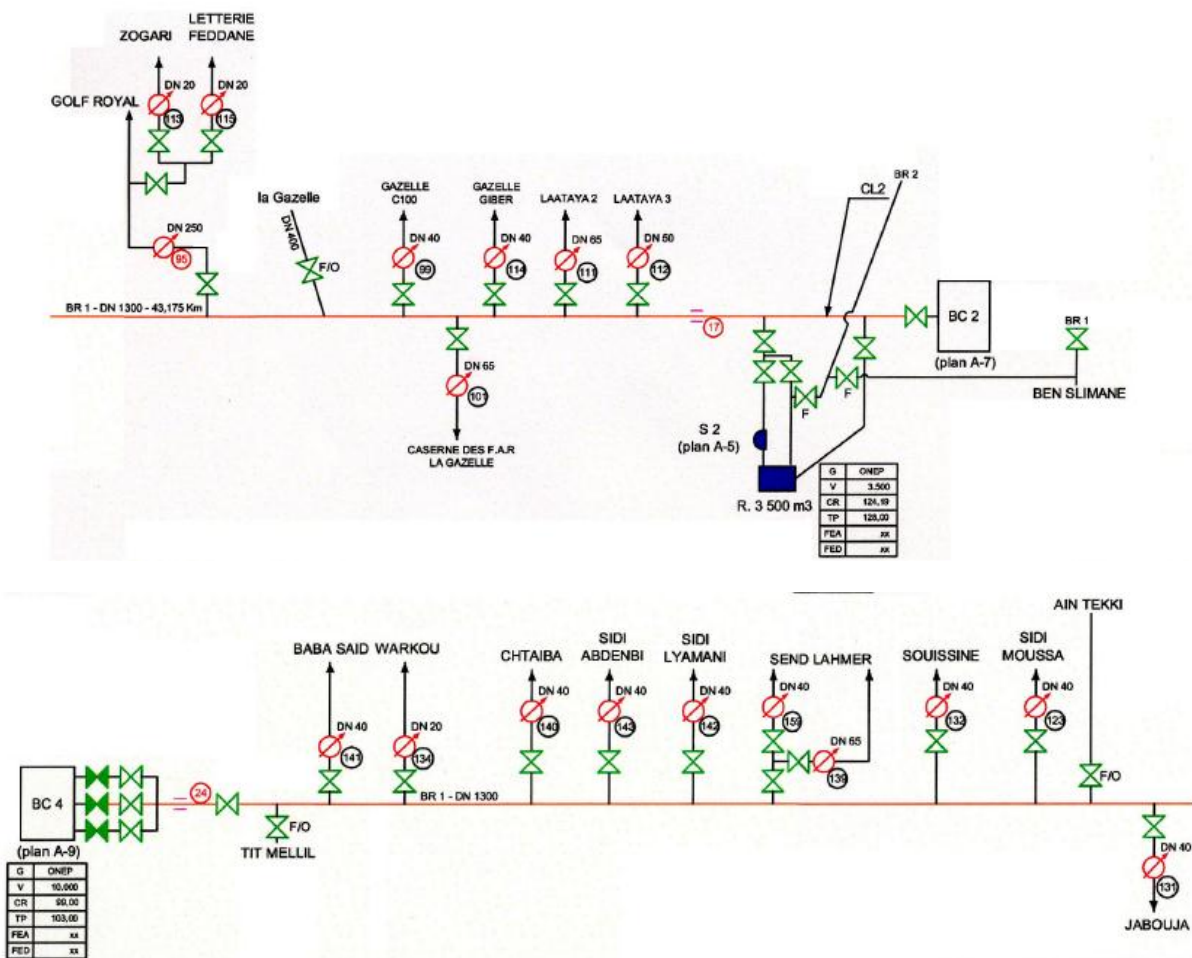 LETTERIE
FEDDANE
ZOGARI
DN 20
DN 20
GOLF ROYAL
113
115
la Gazelle
DN 400
F/O
DN 250
95
GAZELLE
C100
DN 40
99
GAZELLE
GIBER
DN 40
114
LAATAYA 2
DN 65
111
LAATAYA 3
DN 50
112
CL2
BR 2
BR 1 - DN 1300 - 43,175 Km
17
BC 2
(plan A-7)
BR 1
BEN SLIMANE
DN 65
101
CASERNE DES F.A.R
LA GAZELLE
F
F
S 2
(plan A-5)
R. 3 500 m3
G ONEP
V 3.500
CR 124,19
TP 128,00
FEA xx
FED xx
AIN TEKKI
BABA SAID
WARKOU
CHTAIBA
SIDI
ABDENBI
SIDI
LYAMANI
SEND LAHMER
SOUISSINE
SIDI
MOUSSA
DN 40
141
DN 20
134
DN 40
140
DN 40
143
DN 40
142
DN 40
159
DN 65
139
DN 40
132
DN 40
123
F/O
BC 4
(plan A-9)
24
BR 1 - DN 1300
F/O
TIT MELLIL
DN 40
131
JABOUJA
G ONEP
V 10.000
CR 99,00
TP 103,00
FEA xx
FED xx